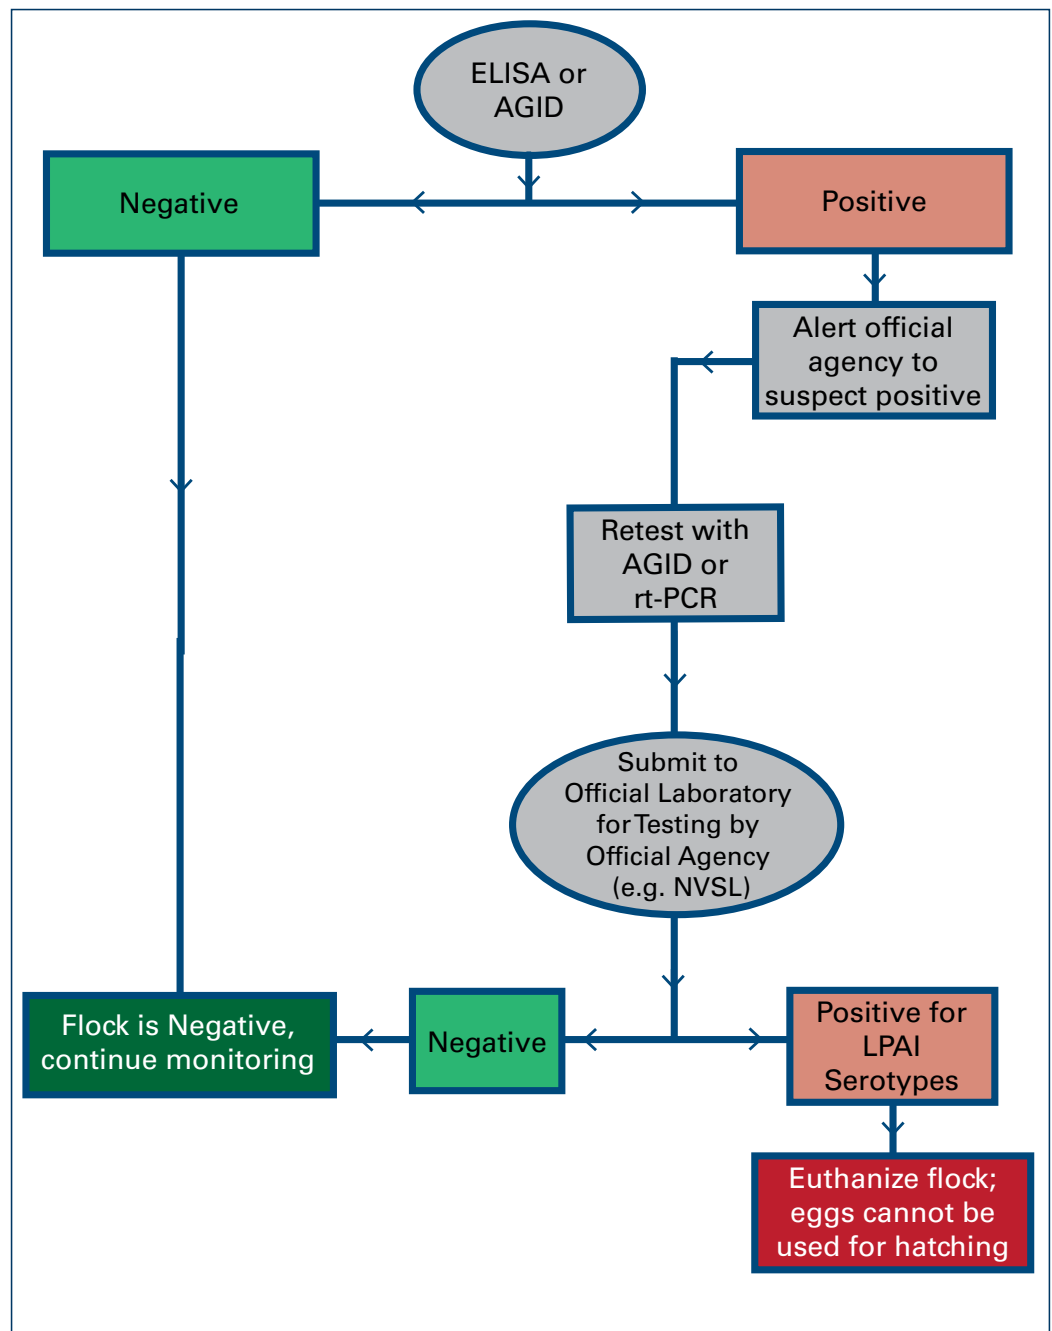 ELISA or
AGID
Negative
Positive
Alert official
agency to
suspect positive
Retest with
AGID or
rt-PCR
Submit to
Official Laboratory
for Testing by
Official Agency
(e.g. NVSL)
Flock is Negative,
continue monitoring
Negative
Positive for
LPAI
Serotypes
Euthanize flock;
eggs cannot be
used for hatching